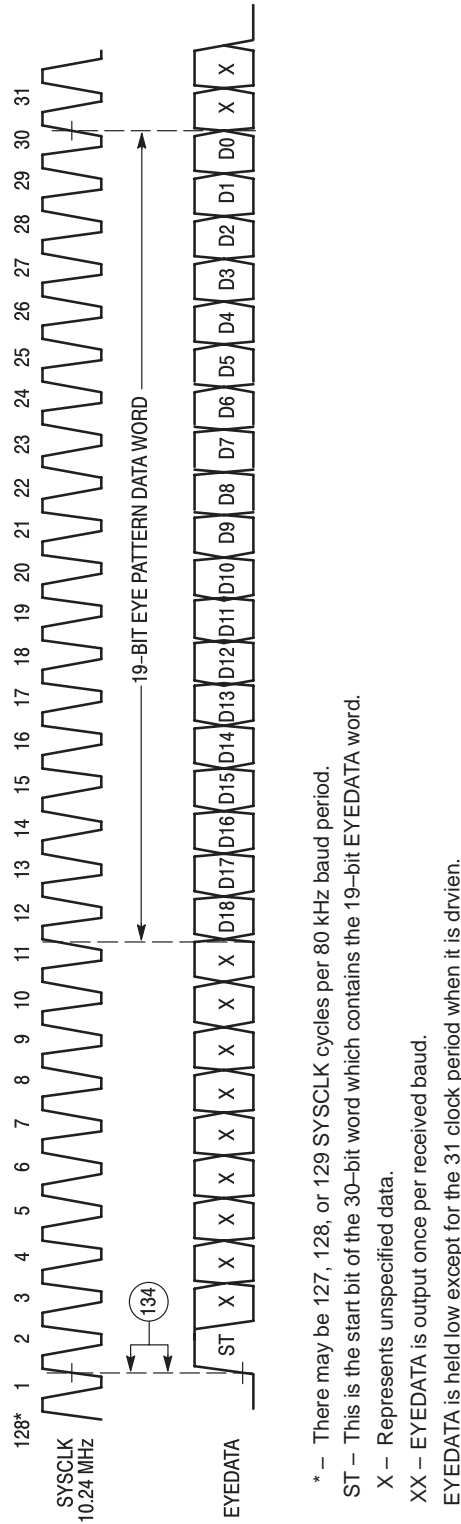 128* 1 2 3 4 5 6 7 8 9 10 11 12 13 14 15 16 17 18 19 20 21 22 23 24 25 26 27 28 29 30 31
SYSCLK
10.24 MHz
134
19–BIT EYE PATTERN DATA WORD
EYEDATA
ST X X X X X X X X X D18 D17 D16 D15 D14 D13 D12 D11 D10 D9 D8 D7 D6 D5 D4 D3 D2 D1 D0 X X
* – There may be 127, 128, or 129 SYSCLK cycles per 80 kHz baud period.
ST – This is the start bit of the 30–bit word which contains the 19–bit EYEDATA word.
X – Represents unspecified data.
XX – EYEDATA is output once per received baud.
EYEDATA is held low except for the 31 clock period when it is drvien.